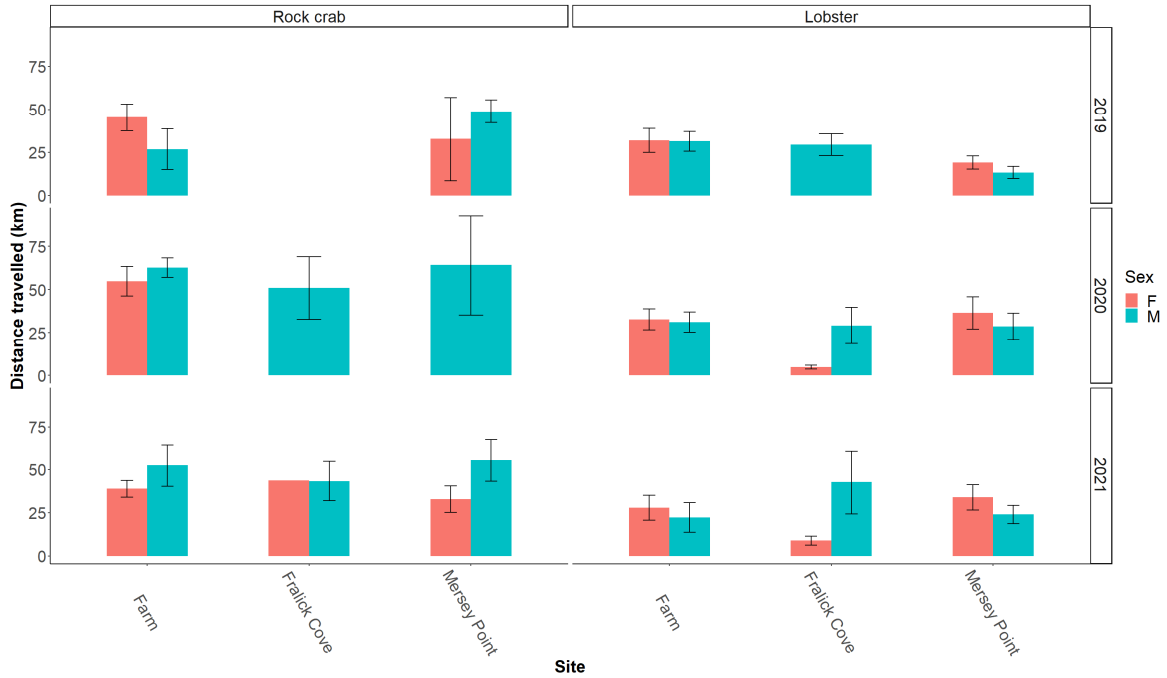 Rock crab
Lobster
Distance travelled (km)
75
50
25
0
2019
75
50
25
0
2020
75
50
25
0
2021
Sex
F
M
Farm
Fralick Cove
Mersey Point
Farm
Fralick Cove
Mersey Point
Site